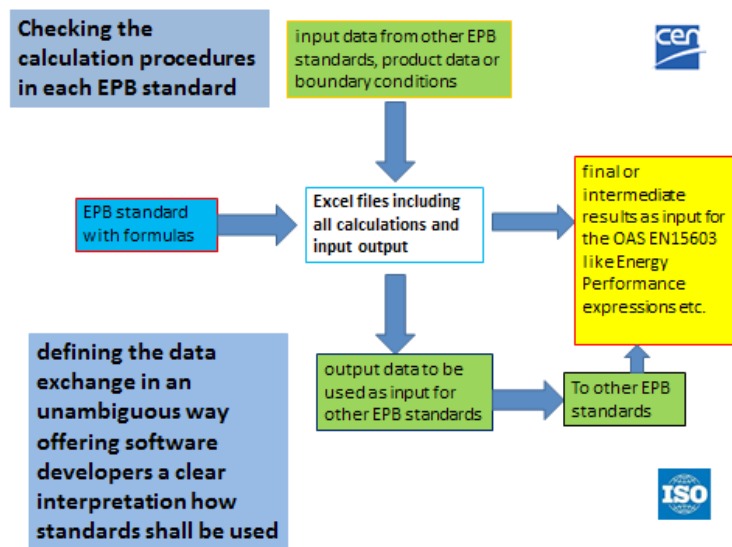 Checking the
calculation procedures
in each EPB standard
input data from other EPB
standards, product data or
boundary conditions
cen
EPB standard
with formulas
Excel files including
all calculations and
input output
final or
intermediate
results as input for
the OAS EN15603
like Energy
Performance
expressions etc.
defining the data
exchange in an
unambiguous way
offering software
developers a clear
interpretation how
standards shall be used
output data to be
used as input for
other EPB standards
To other EPB
standards
ISO